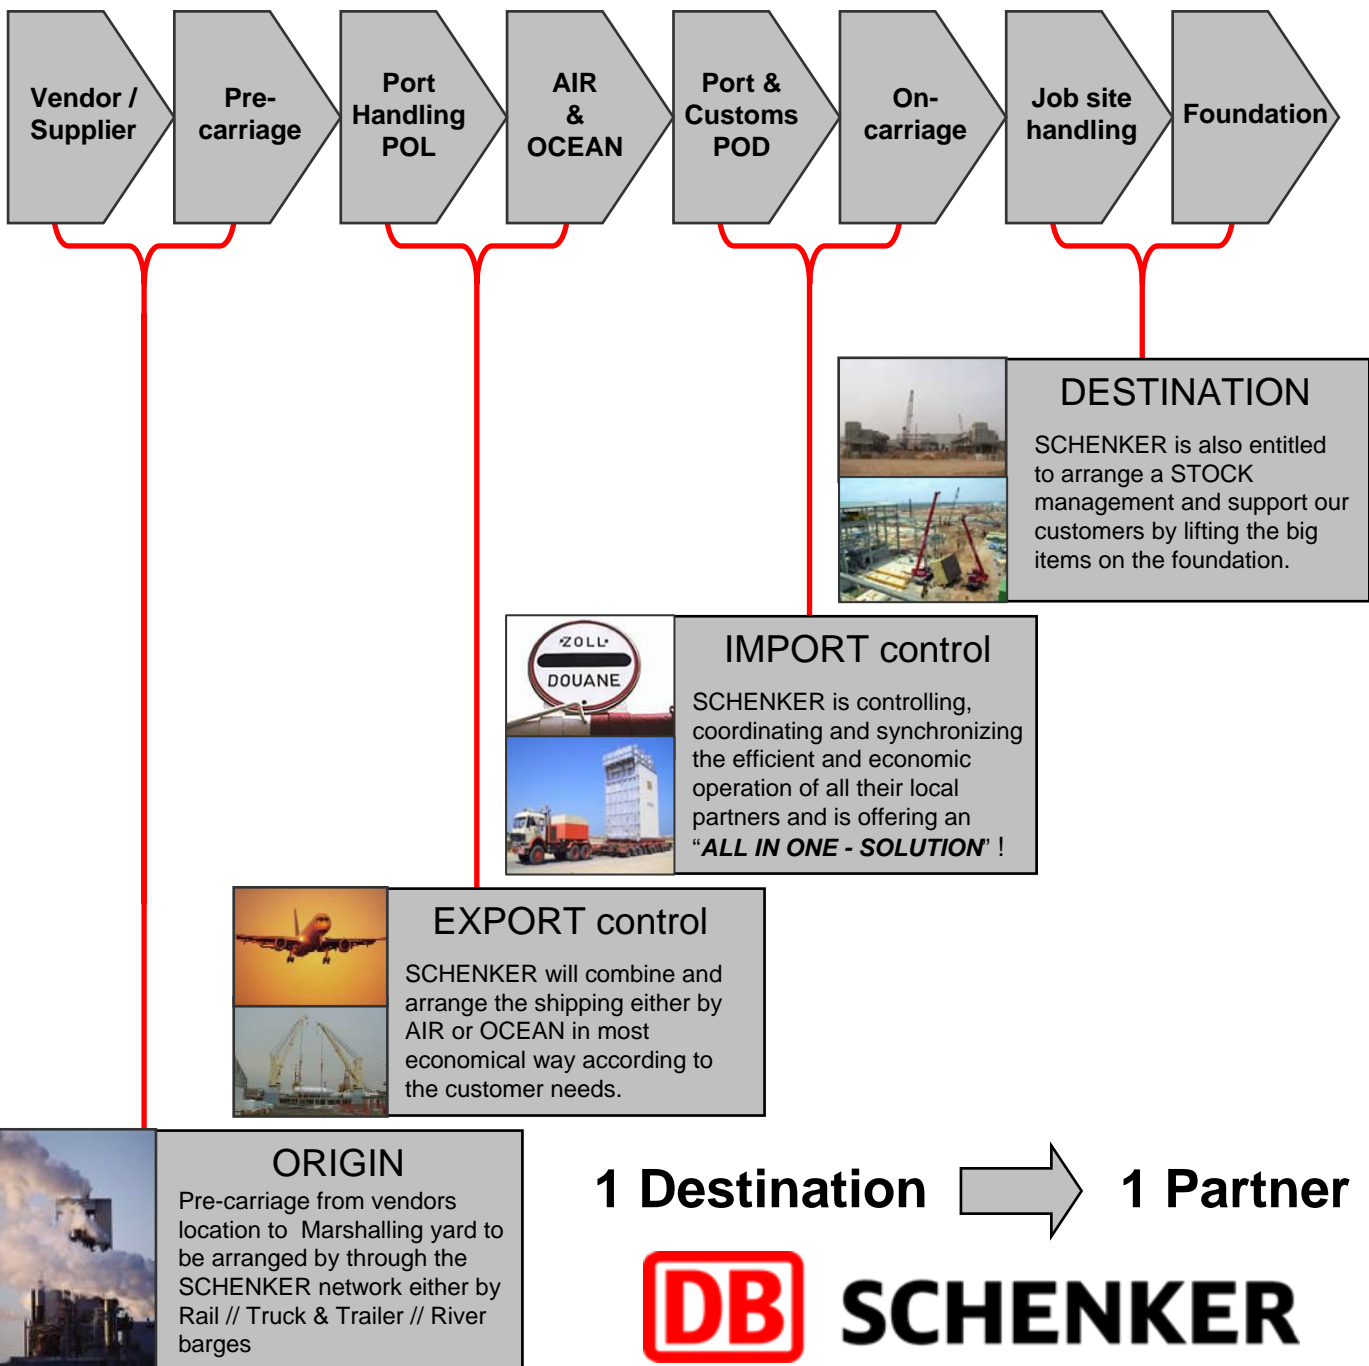 Vendor /
Supplier
Pre-
carriage
Port
Handling
POL
AIR
&
OCEAN
Port &
Customs
POD
On-
carriage
Job site
handling
Foundation
DESTINATION
SCHENKER is also entitled
to arrange a STOCK
management and support our
customers by lifting the big
items on the foundation.
ZOLL
DOUANE
IMPORT control
SCHENKER is controlling,
coordinating and synchronizing
the efficient and economic
operation of all their local
partners and is offering an
“ALL IN ONE - SOLUTION” !
EXPORT control
SCHENKER will combine and
arrange the shipping either by
AIR or OCEAN in most
economical way according to
the customer needs.
ORIGIN
Pre-carriage from vendors
location to  Marshalling yard to
be arranged by through the
SCHENKER network either by
Rail // Truck & Trailer // River
barges
1 Destination
1 Partner
DB SCHENKER